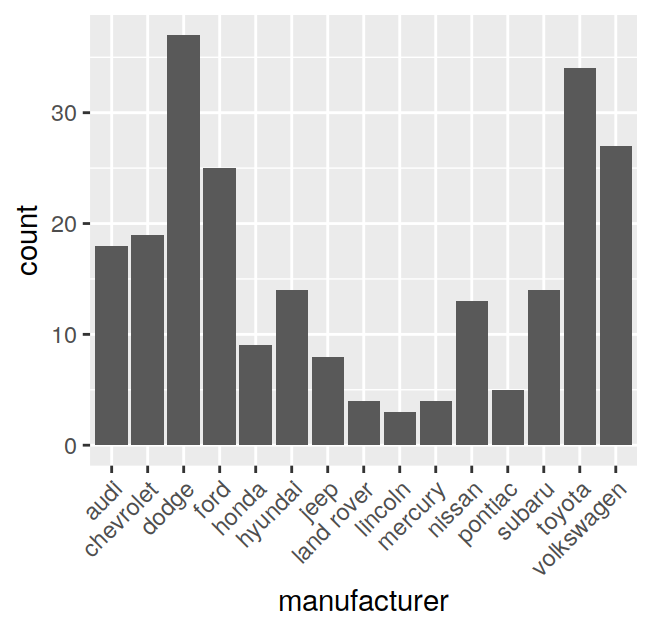 count
30
20
10
0
audi
chevrolet
dodge
ford
honda
hyundai
jeep
land rover
lincoln
mercury
nissan
pontiac
subaru
toyota
volkswagen
manufacturer